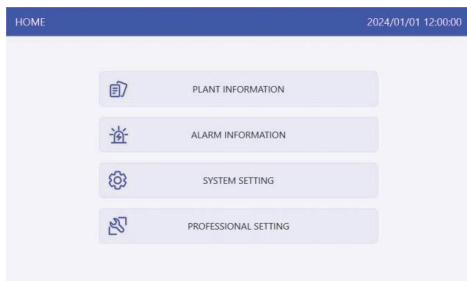 HOME
2024/01/01 12:00:00
PLANT INFORMATION
ALARM INFORMATION
SYSTEM SETTING
PROFESSIONAL SETTING